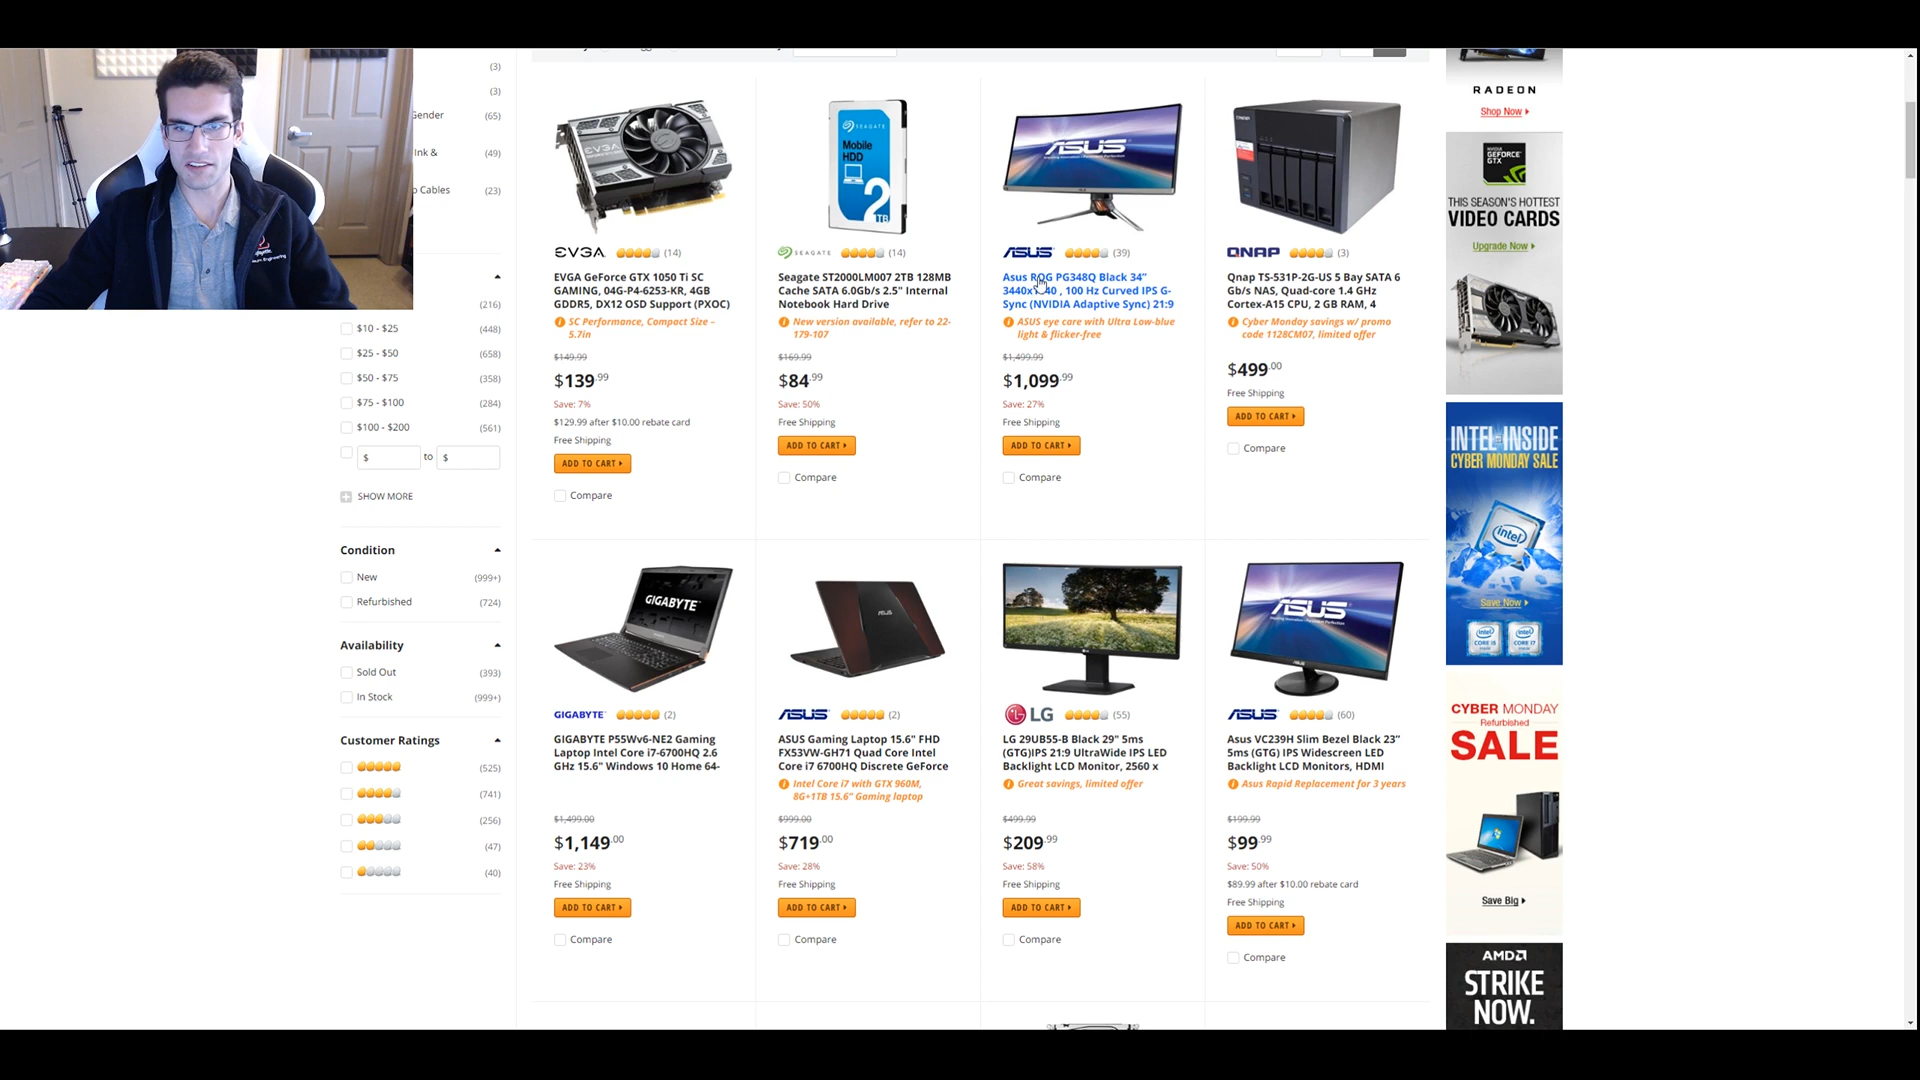 (3)
(3)
Gender (65)
Ink & (49)
Cables (23)
(216)
$10 - $25 (448)
$25 - $50 (658)
$50 - $75 (358)
$75 - $100 (284)
$100 - $200 (561)
$ to $
SHOW MORE
Condition
New (999+)
Refurbished (724)
Availability
Sold Out (393)
In Stock (999+)
Customer Ratings
(525)
(741)
(256)
(47)
(40)
EVGA
EVGA (14)
EVGA GeForce GTX 1050 Ti SC
GAMING, 04G-P4-6253-KR, 4GB
GDDR5, DX12 OSD Support (PXOC)
SC Performance, Compact Size –
5.7in
$149.99
$139.99
Save: 7%
$129.99 after $10.00 rebate card
Free Shipping
ADD TO CART
Compare
SEAGATE
Mobile
HDD
2
TB
SEAGATE (14)
Seagate ST2000LM007 2TB 128MB
Cache SATA 6.0Gb/s 2.5" Internal
Notebook Hard Drive
New version available, refer to 22-
179-107
$169.99
$84.99
Save: 50%
Free Shipping
ADD TO CART
Compare
ASUS
ASUS (39)
Asus ROG PG348Q Black 34"
, 100 Hz Curved IPS G-
Sync (NVIDIA Adaptive Sync) 21:9
ASUS eye care with Ultra Low-blue
light & flicker-free
$1,499.99
$1,099.99
Save: 27%
Free Shipping
ADD TO CART
Compare
QNAP
QNAP (3)
Qnap TS-531P-2G-US 5 Bay SATA 6
Gb/s NAS, Quad-core 1.4 GHz
Cortex-A15 CPU, 2 GB RAM, 4
Cyber Monday savings w/ promo
code 1128CM07, limited offer
$499.00
Free Shipping
ADD TO CART
Compare
GIGABYTE
GIGABYTE (2)
GIGABYTE P55Wv6-NE2 Gaming
Laptop Intel Core i7-6700HQ 2.6
GHz 15.6" Windows 10 Home 64-
$1,499.00
$1,149.00
Save: 23%
Free Shipping
ADD TO CART
Compare
ASUS
ASUS (2)
ASUS Gaming Laptop 15.6" FHD
FX53VW-GH71 Quad Core Intel
Core i7 6700HQ Discrete GeForce
Intel Core i7 with GTX 960M,
8G+1TB 15.6" Gaming laptop
$999.00
$719.00
Save: 28%
Free Shipping
ADD TO CART
Compare
LG (55)
LG 29UB55-B Black 29" 5ms
(GTG)IPS 21:9 UltraWide IPS LED
Backlight LCD Monitor, 2560 x
Great savings, limited offer
$499.99
$209.99
Save: 58%
Free Shipping
ADD TO CART
Compare
ASUS
ASUS (60)
Asus VC239H Slim Bezel Black 23"
5ms (GTG) IPS Widescreen LED
Backlight LCD Monitors, HDMI
Asus Rapid Replacement for 3 years
$199.99
$99.99
Save: 50%
$89.99 after $10.00 rebate card
Free Shipping
ADD TO CART
Compare
RADEON
Shop Now
NVIDIA
GEFORCE
GTX
THIS SEASON'S HOTTEST
VIDEO CARDS
Upgrade Now
INTEL INSIDE
CYBER MONDAY SALE
intel
Save Now
CORE i5
CORE i7
CYBER MONDAY
Refurbished
SALE
Save Big
AMD
STRIKE
NOW.